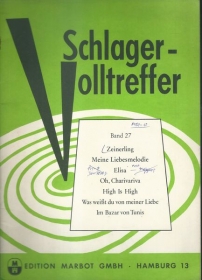 Schlager-
Volltreffer
Band 27
Zeinerling
Meine Liebesmelodie
Elisa
Oh, Charivariva
High Is High
Was weißt du von meiner Liebe
Im Bazar von Tunis
EDITION MARBOT GMBH · HAMBURG 13